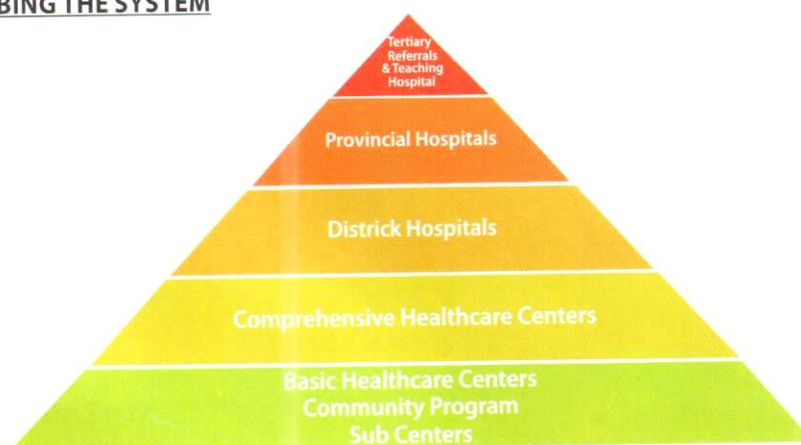 BING THE SYSTEM
Tertiary
Referrals
& Teaching
Hospital
Provincial Hospitals
Districk Hospitals
Comprehensive Healthcare Centers
Basic Healthcare Centers
Community Program
Sub Centers